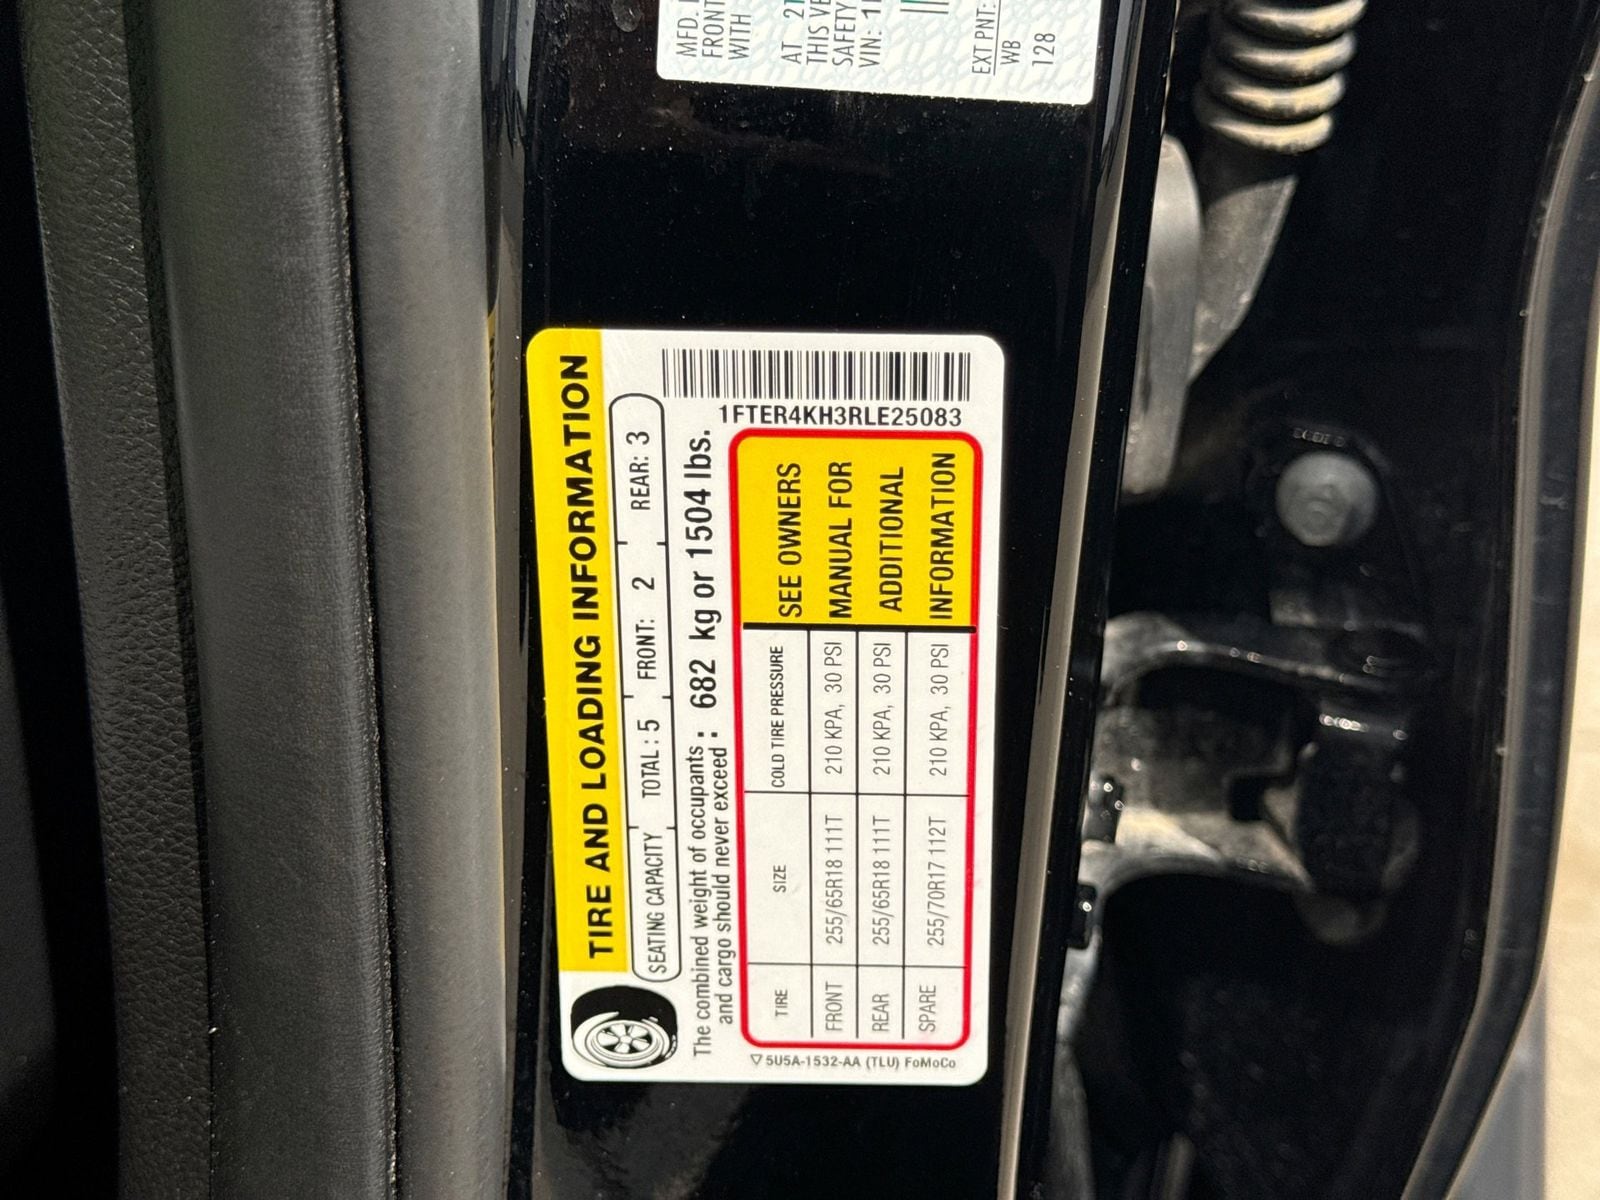 MFD.
FRONT
WITH
AT
THIS
SAFETY
VIN:
EXT PNT:
WB
128
TIRE AND LOADING INFORMATION
SEATING CAPACITY TOTAL : 5 FRONT: 2 REAR: 3
The combined weight of occupants
and cargo should never exceed : 682 kg or 1504 lbs.
1FTER4KH3RLE25083
TIRE SIZE COLD TIRE PRESSURE
FRONT 255/65R18 111T 210 KPA, 30 PSI
REAR 255/65R18 111T 210 KPA, 30 PSI
SPARE 255/70R17 112T 210 KPA, 30 PSI
SEE OWNERS
MANUAL FOR
ADDITIONAL
INFORMATION
5U5A-1532-AA (TLU) FoMoCo